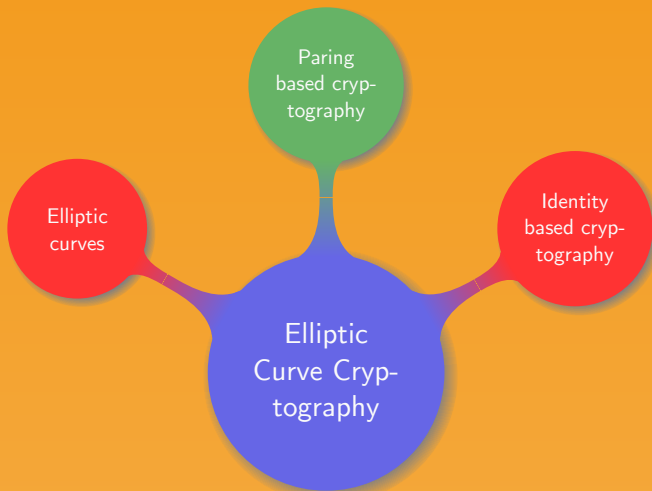 Paring
based cryp-
tography
Elliptic
curves
Identity
based cryp-
tography
Elliptic
Curve Cryp-
tography